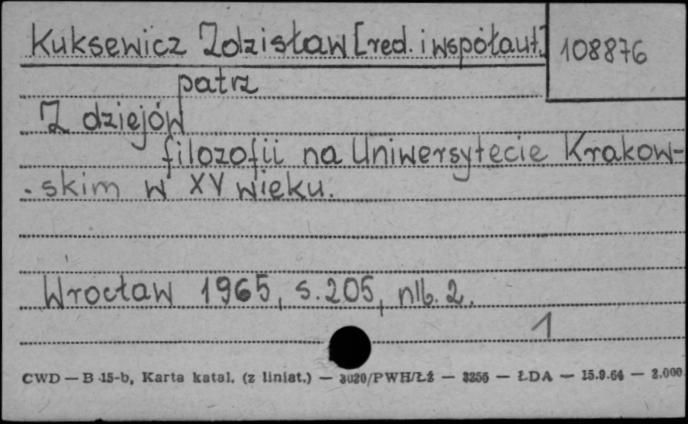 Kuksewicz Zdzisław [red. i współaut.]
108876
patrz
Z dziejów
filozofii na Uniwersytecie Krakow-
-skim w XV wieku.
Wrocław 1965, s. 205, nlb. 2.
1
CWD — B 15-b, Karta katal. (z liniat.) — 3020/PWH/Łż — 3256 — ŁDA — 15.9.64 — 2.000